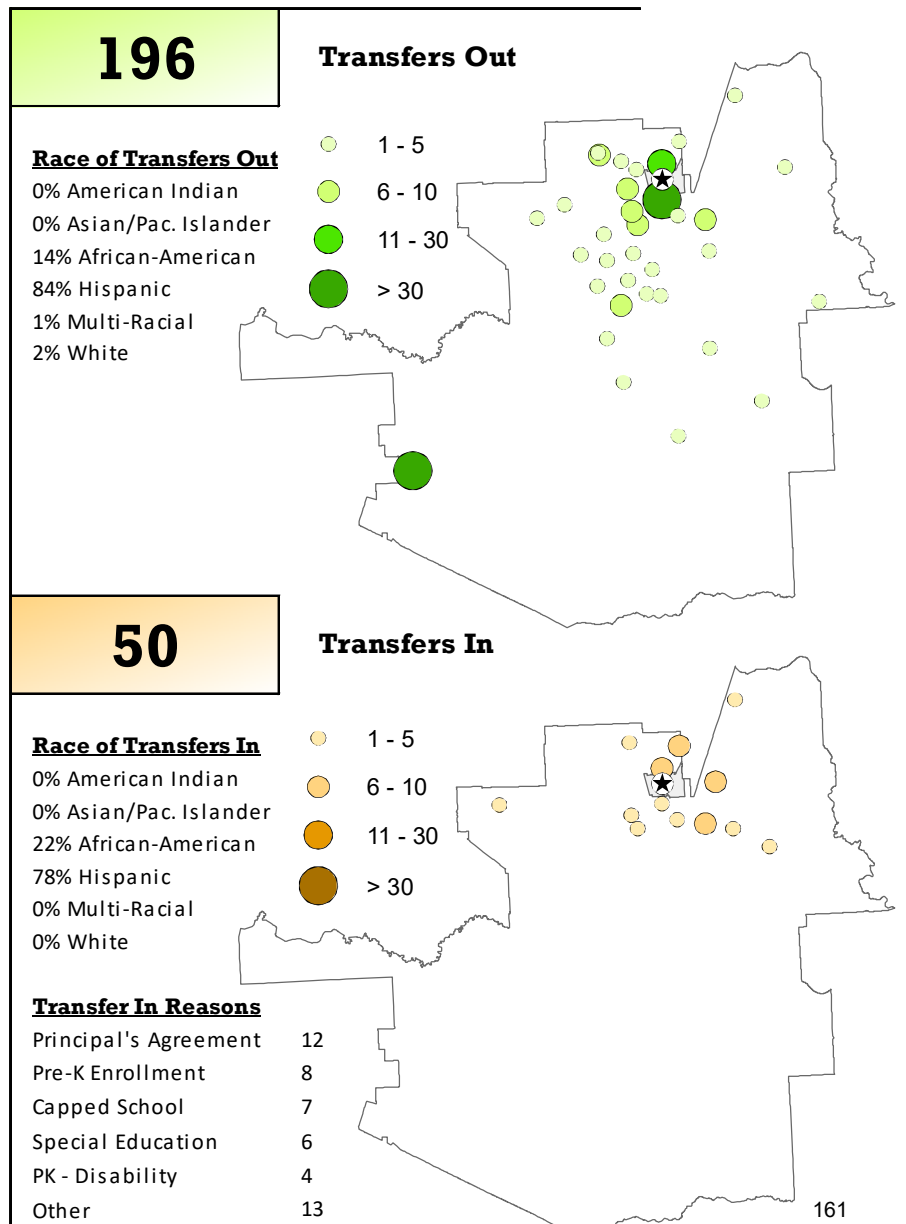 196
Transfers Out
Race of Transfers Out
0% American Indian
0% Asian/Pac. Islander
14% African-American
84% Hispanic
1% Multi-Racial
2% White
1 - 5
6 - 10
11 - 30
> 30
50
Transfers In
Race of Transfers In
0% American Indian
0% Asian/Pac. Islander
22% African-American
78% Hispanic
0% Multi-Racial
0% White
1 - 5
6 - 10
11 - 30
> 30
Transfer In Reasons
Principal's Agreement 12
Pre-K Enrollment 8
Capped School 7
Special Education 6
PK - Disability 4
Other 13
161